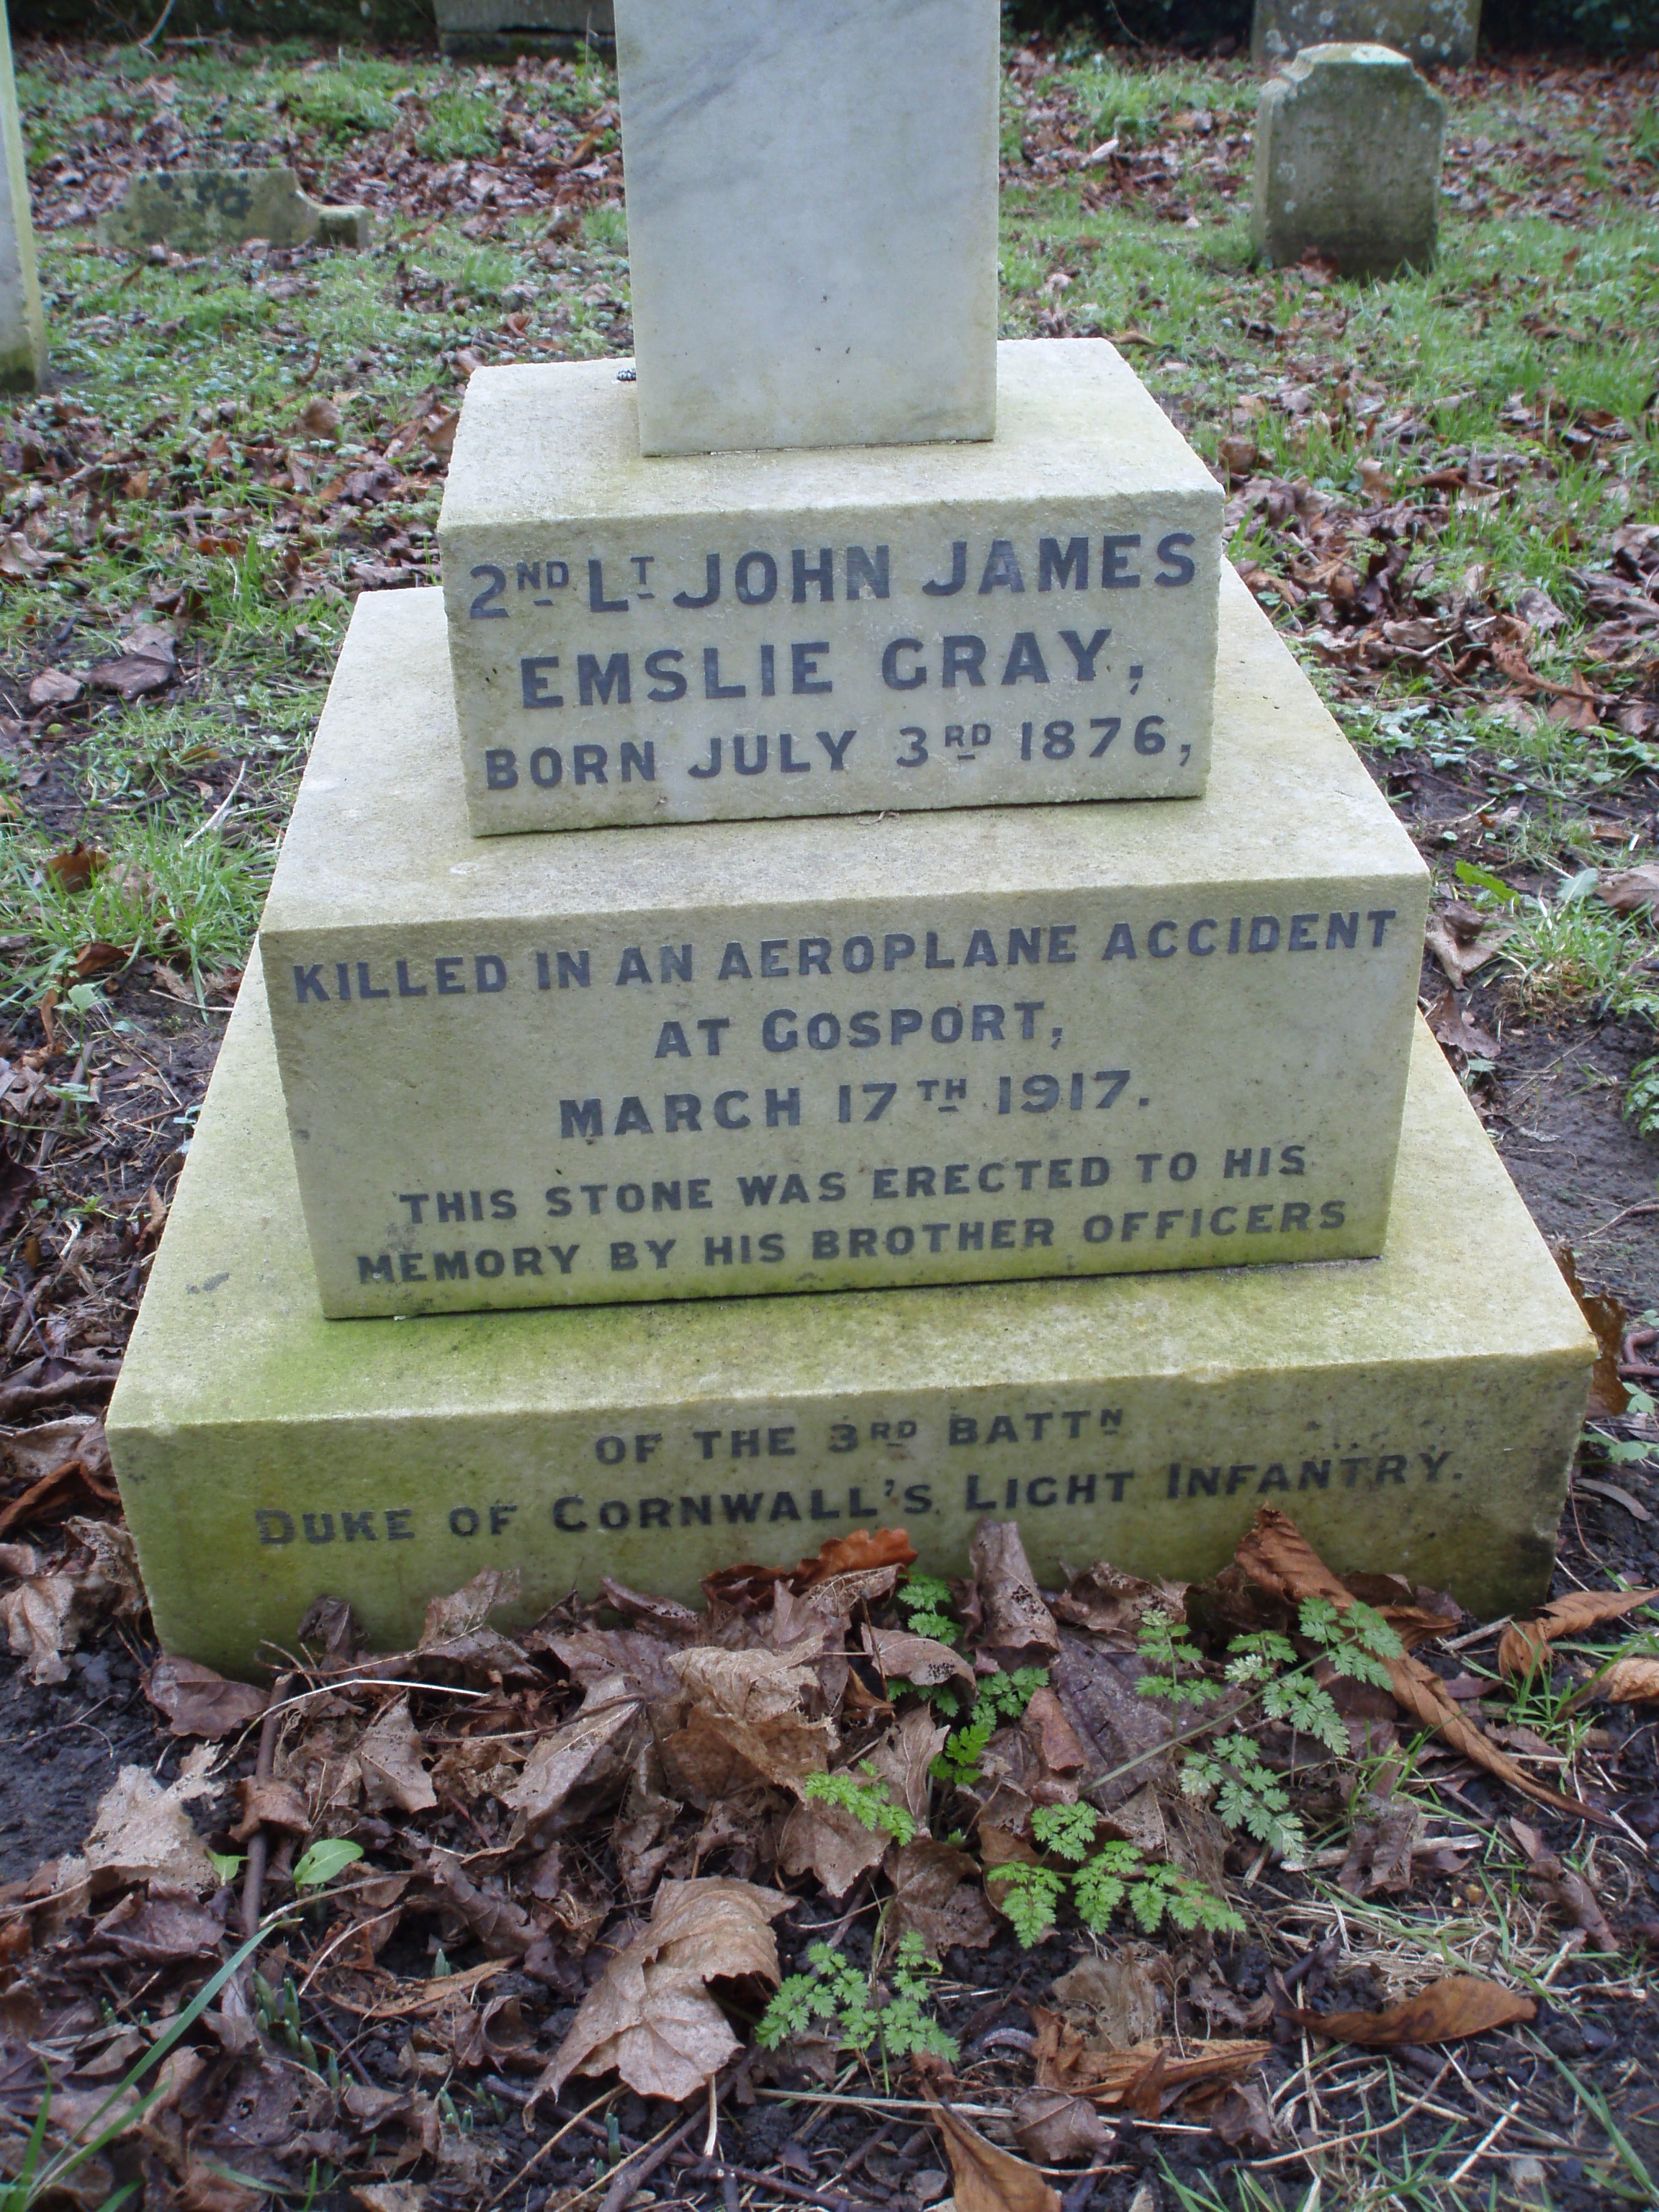 2ND LT JOHN JAMES
EMSLIE GRAY,
BORN JULY 3RD 1876,
KILLED IN AN AEROPLANE ACCIDENT
AT GOSPORT,
MARCH 17TH 1917.
THIS STONE WAS ERECTED TO HIS
MEMORY BY HIS BROTHER OFFICERS
OF THE 3RD BATTN
DUKE OF CORNWALL'S LIGHT INFANTRY.